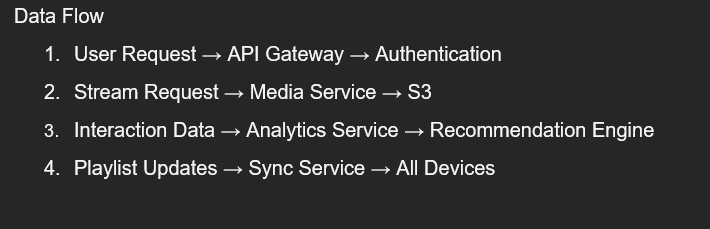 Data Flow
1. User Request → API Gateway → Authentication
2. Stream Request → Media Service → S3
3. Interaction Data → Analytics Service → Recommendation Engine
4. Playlist Updates → Sync Service → All Devices